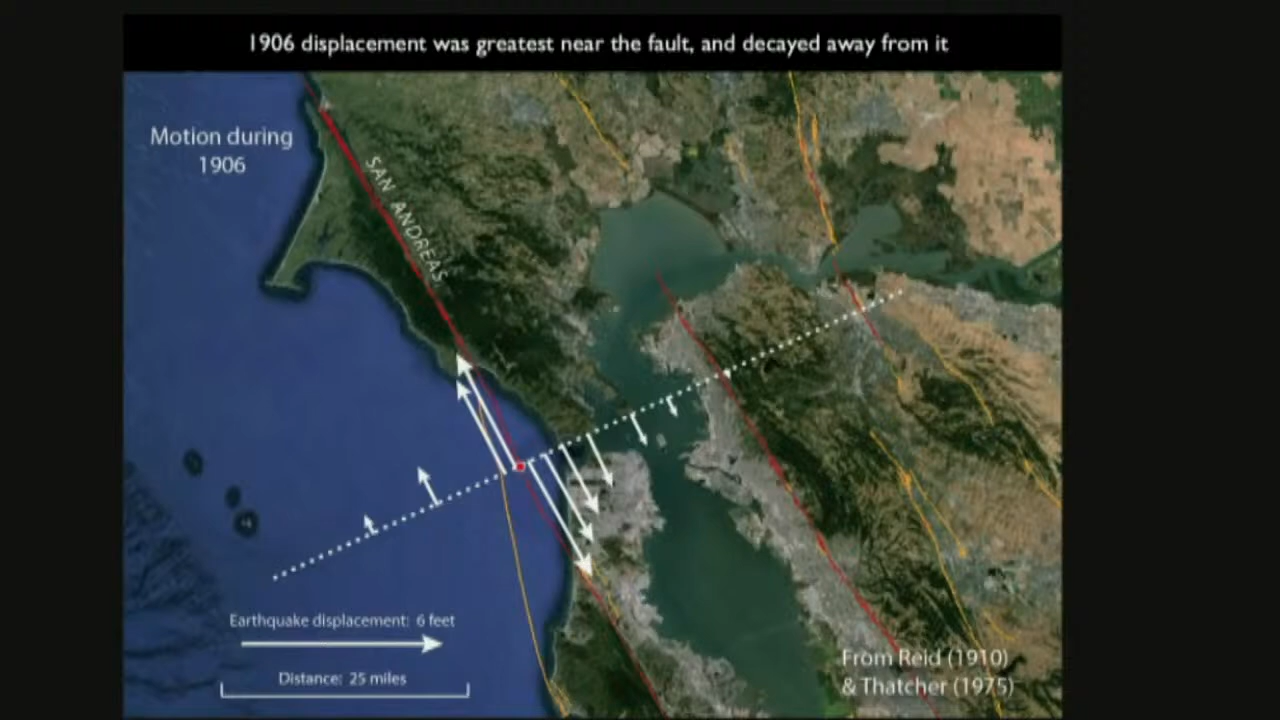 1906 displacement was greatest near the fault, and decayed away from it
Motion during
1906
SAN ANDREAS
Earthquake displacement: 6 feet
Distance: 25 miles
From Reid (1910)
& Thatcher (1975)